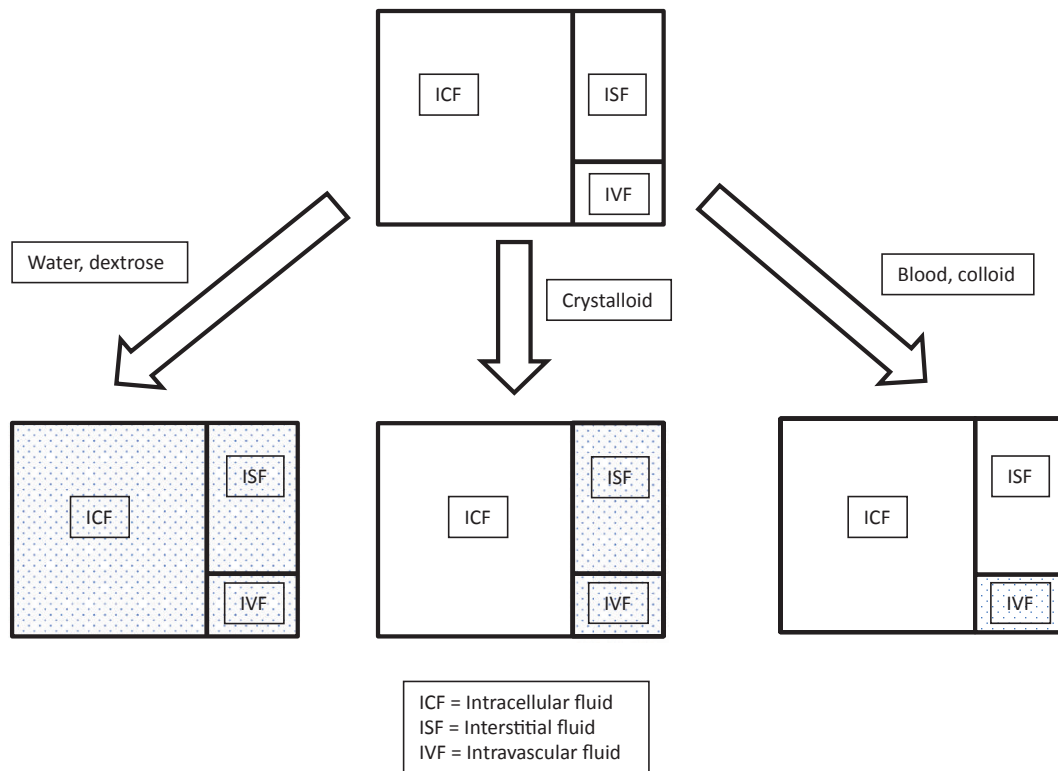 ICF
ISF
IVF
Water, dextrose
Crystalloid
Blood, colloid
ICF
ISF
IVF
ICF
ISF
IVF
ICF
ISF
IVF
ICF = Intracellular fluid
ISF = Interstitial fluid
IVF = Intravascular fluid